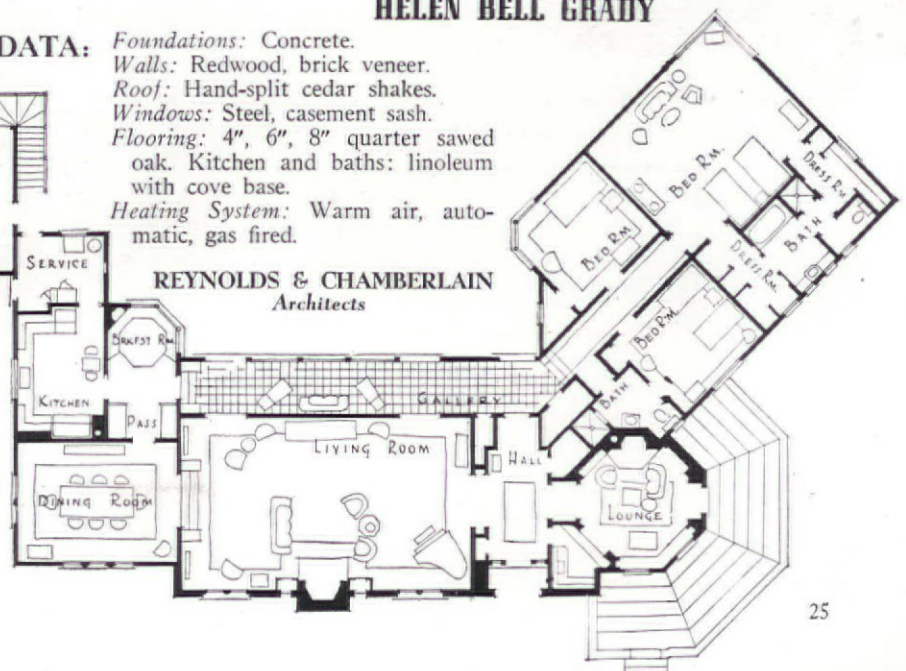 HELEN BELL GRADY
DATA:
Foundations: Concrete.
Walls: Redwood, brick veneer.
Roof: Hand-split cedar shakes.
Windows: Steel, casement sash.
Flooring: 4", 6", 8" quarter sawed
oak. Kitchen and baths: linoleum
with cove base.
Heating System: Warm air, auto-
matic, gas fired.
REYNOLDS & CHAMBERLAIN
Architects
SERVICE
BRKFST RM
KITCHEN
PASS
DINING ROOM
LIVING ROOM
GALLERY
HALL
LOUNGE
BATH
BED RM.
BED RM
BED RM.
DRESS RM.
BATH
DRESS RM
25